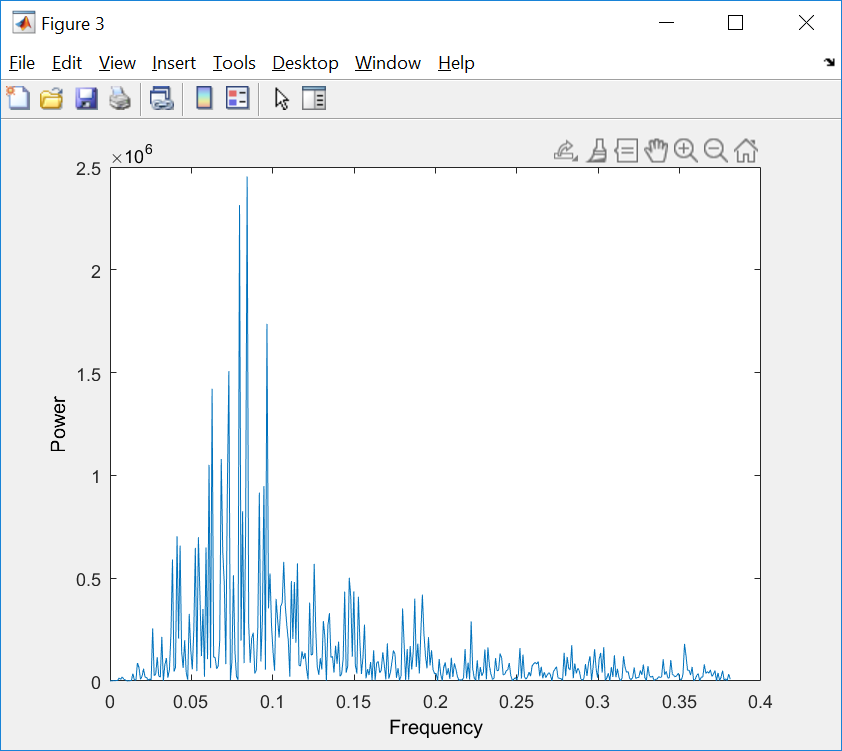 Figure 3
File Edit View Insert Tools Desktop Window Help
×10⁶
2.5
2
1.5
1
0.5
0
Power
0 0.05 0.1 0.15 0.2 0.25 0.3 0.35 0.4
Frequency